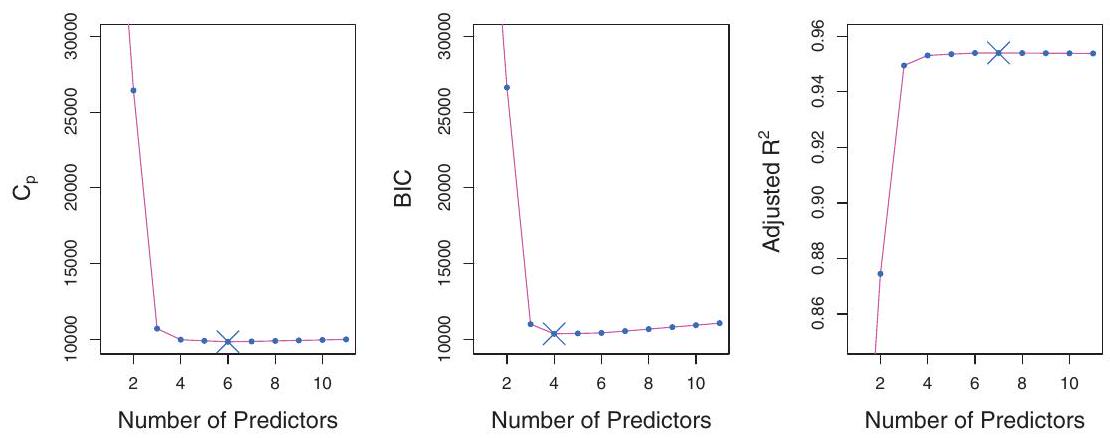 Cp
30000
25000
20000
15000
10000
2 4 6 8 10
Number of Predictors
BIC
30000
25000
20000
15000
10000
2 4 6 8 10
Number of Predictors
Adjusted R²
0.96
0.94
0.92
0.90
0.88
0.86
2 4 6 8 10
Number of Predictors